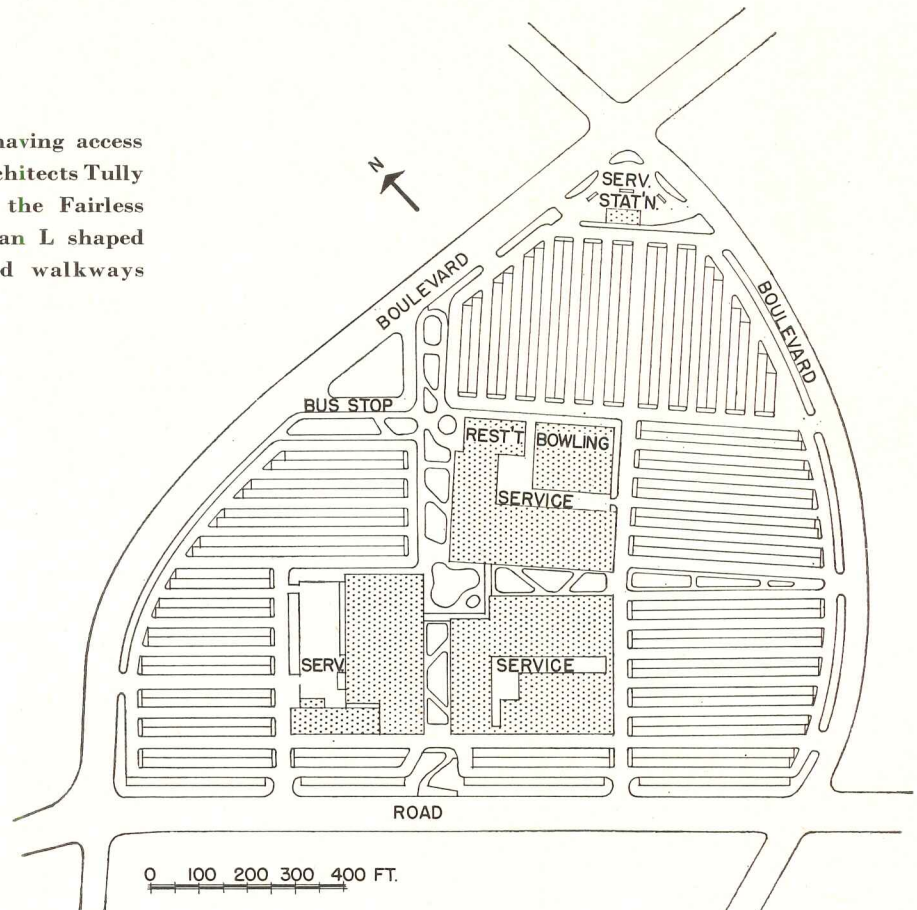 having access
chitects Tully
the Fairless
an L shaped
d walkways
N
SERV.
STAT'N.
BOULEVARD
BOULEVARD
BUS STOP
REST'T.
BOWLING
SERVICE
SERV.
SERVICE
ROAD
0 100 200 300 400 FT.